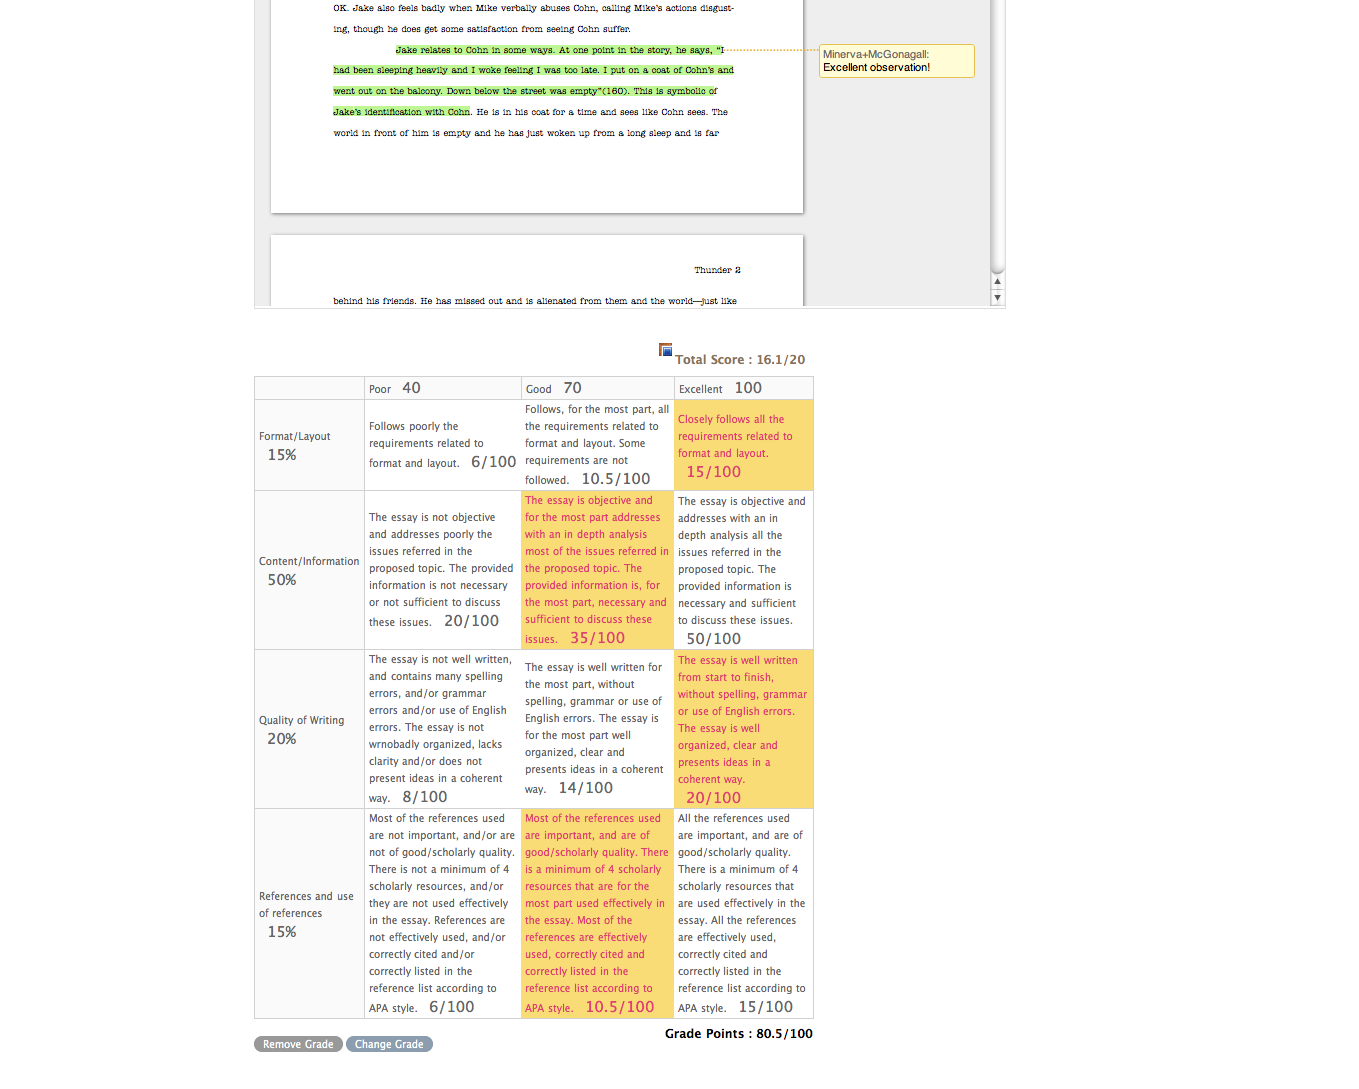 OK. Jake also feels badly when Mike verbally abuses Cohn, calling Mike's actions disgust-
ing, though he does get some satisfaction from seeing Cohn suffer.
Jake relates to Cohn in some ways. At one point in the story, he says, "I
had been sleeping heavily and I woke feeling I was too late. I put on a coat of Cohn's and
went out on the balcony. Down below the street was empty"(160). This is symbolic of
Jake's identification with Cohn. He is in his coat for a time and sees like Cohn sees. The
world in front of him is empty and he has just woken up from a long sleep and is far
Minerva+McGonagall:
Excellent observation!
Thunder 2
behind his friends. He has missed out and is alienated from them and the world—just like
Total Score : 16.1/20
Poor 40
Good 70
Excellent 100
Format/Layout
15%
Follows poorly the
requirements related to
format and layout. 6/100
Follows, for the most part, all
the requirements related to
format and layout. Some
requirements are not
followed. 10.5/100
Closely follows all the
requirements related to
format and layout.
15/100
Content/Information
50%
The essay is not objective
and addresses poorly the
issues referred in the
proposed topic. The provided
information is not necessary
or not sufficient to discuss
these issues. 20/100
The essay is objective and
for the most part addresses
with an in depth analysis
most of the issues referred in
the proposed topic. The
provided information is, for
the most part, necessary and
sufficient to discuss these
issues. 35/100
The essay is objective and
addresses with an in
depth analysis all the
issues referred in the
proposed topic. The
provided information is
necessary and sufficient
to discuss these issues.
50/100
Quality of Writing
20%
The essay is not well written,
and contains many spelling
errors, and/or grammar
errors and/or use of English
errors. The essay is not
wrnobadly organized, lacks
clarity and/or does not
present ideas in a coherent
way. 8/100
The essay is well written for
the most part, without
spelling, grammar or use of
English errors. The essay is
for the most part well
organized, clear and
presents ideas in a coherent
way. 14/100
The essay is well written
from start to finish,
without spelling, grammar
or use of English errors.
The essay is well
organized, clear and
presents ideas in a
coherent way.
20/100
References and use
of references
15%
Most of the references used
are not important, and/or are
not of good/scholarly quality.
There is not a minimum of 4
scholarly resources, and/or
they are not used effectively
in the essay. References are
not effectively used, and/or
correctly cited and/or
correctly listed in the
reference list according to
APA style. 6/100
Most of the references used
are important, and are of
good/scholarly quality. There
is a minimum of 4 scholarly
resources that are for the
most part used effectively in
the essay. Most of the
references are effectively
used, correctly cited and
correctly listed in the
reference list according to
APA style. 10.5/100
All the references used
are important, and are of
good/scholarly quality.
There is a minimum of 4
scholarly resources that
are used effectively in the
essay. All the references
are effectively used,
correctly cited and
correctly listed in the
reference list according to
APA style. 15/100
Grade Points : 80.5/100
Remove Grade
Change Grade